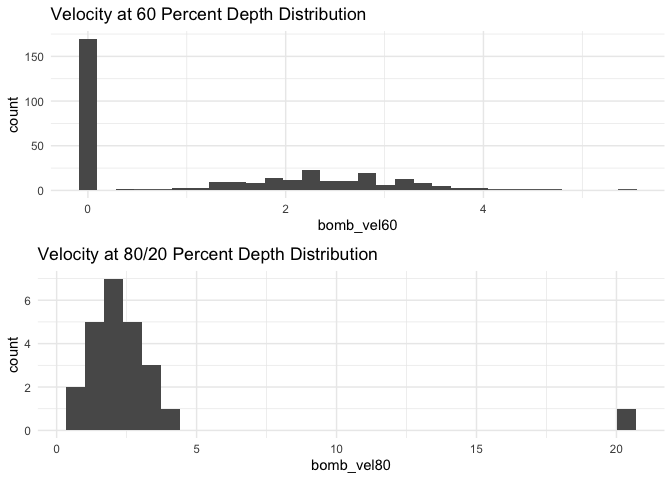 Velocity at 60 Percent Depth Distribution
150
100
50
0
count
0 2 4
bomb_vel60
Velocity at 80/20 Percent Depth Distribution
6
4
2
0
count
0 5 10 15 20
bomb_vel80